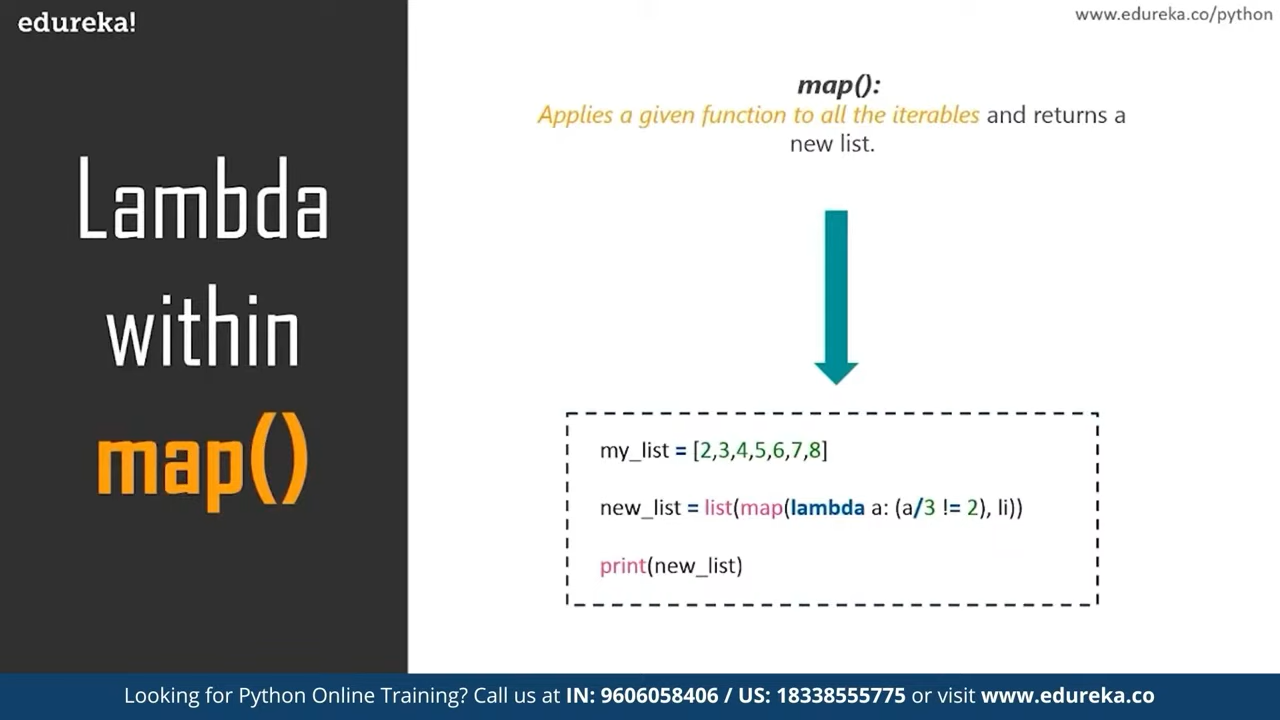 edureka!
www.edureka.co/python
Lambda
within
map()
map():
Applies a given function to all the iterables and returns a
new list.
my_list = [2,3,4,5,6,7,8]
new_list = list(map(lambda a: (a/3 != 2), li))
print(new_list)
Looking for Python Online Training? Call us at IN: 9606058406 / US: 18338555775 or visit www.edureka.co